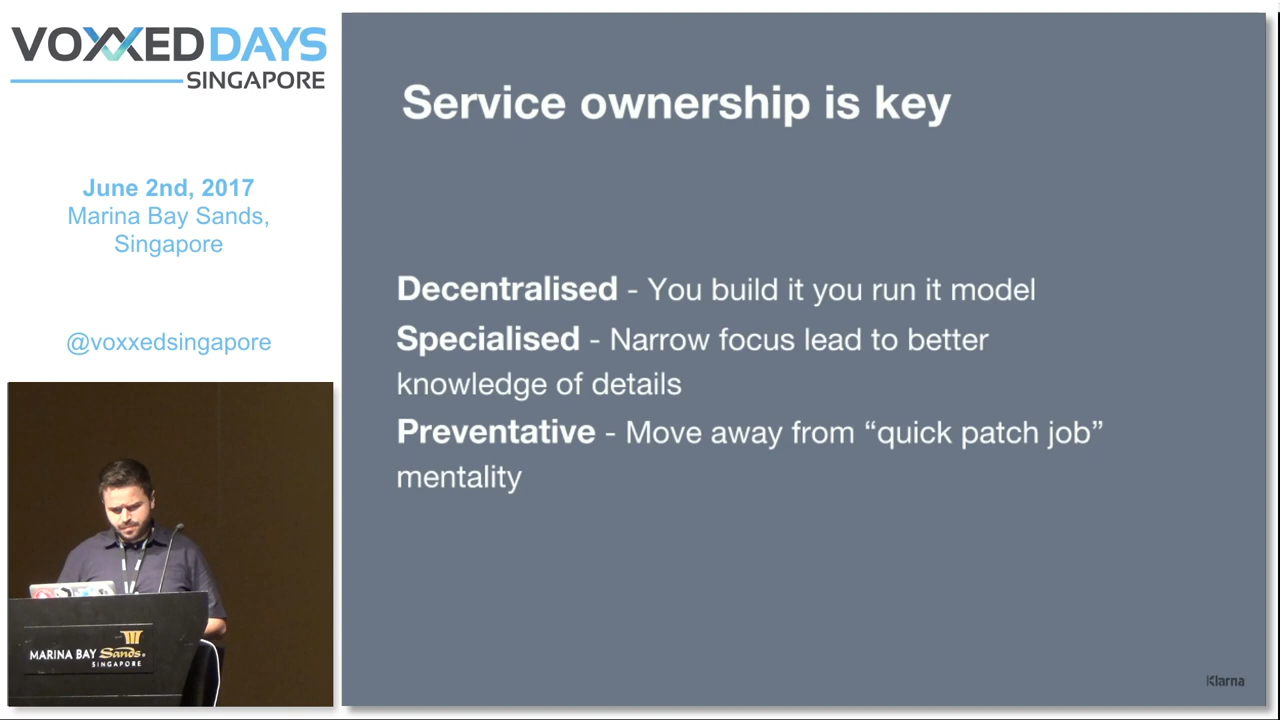 VOXXED DAYS
SINGAPORE
June 2nd, 2017
Marina Bay Sands,
Singapore
@voxxedsingapore
MARINA BAY Sands
SINGAPORE
Service ownership is key
Decentralised - You build it you run it model
Specialised - Narrow focus lead to better
knowledge of details
Preventative - Move away from “quick patch job”
mentality
Klarna